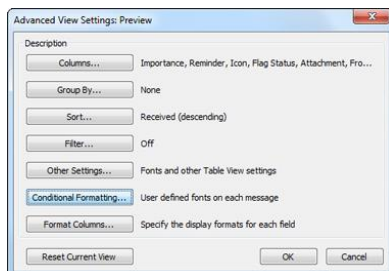 Advanced View Settings: Preview
Description
Columns... Importance, Reminder, Icon, Flag Status, Attachment, Fro...
Group By... None
Sort... Received (descending)
Filter... Off
Other Settings... Fonts and other Table View settings
Conditional Formatting... User defined fonts on each message
Format Columns... Specify the display formats for each field
Reset Current View OK Cancel